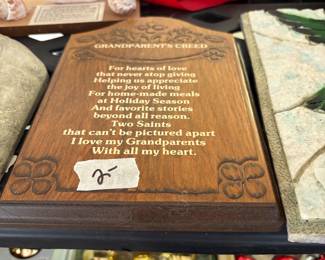 GRANDPARENT'S CREED
For hearts of love
that never stop giving
Helping us appreciate
the joy of living
For home-made meals
at Holiday Season
And favorite stories
beyond all reason.
Two Saints
that can't be pictured apart
I love my Grandparents
With all my heart.
2-